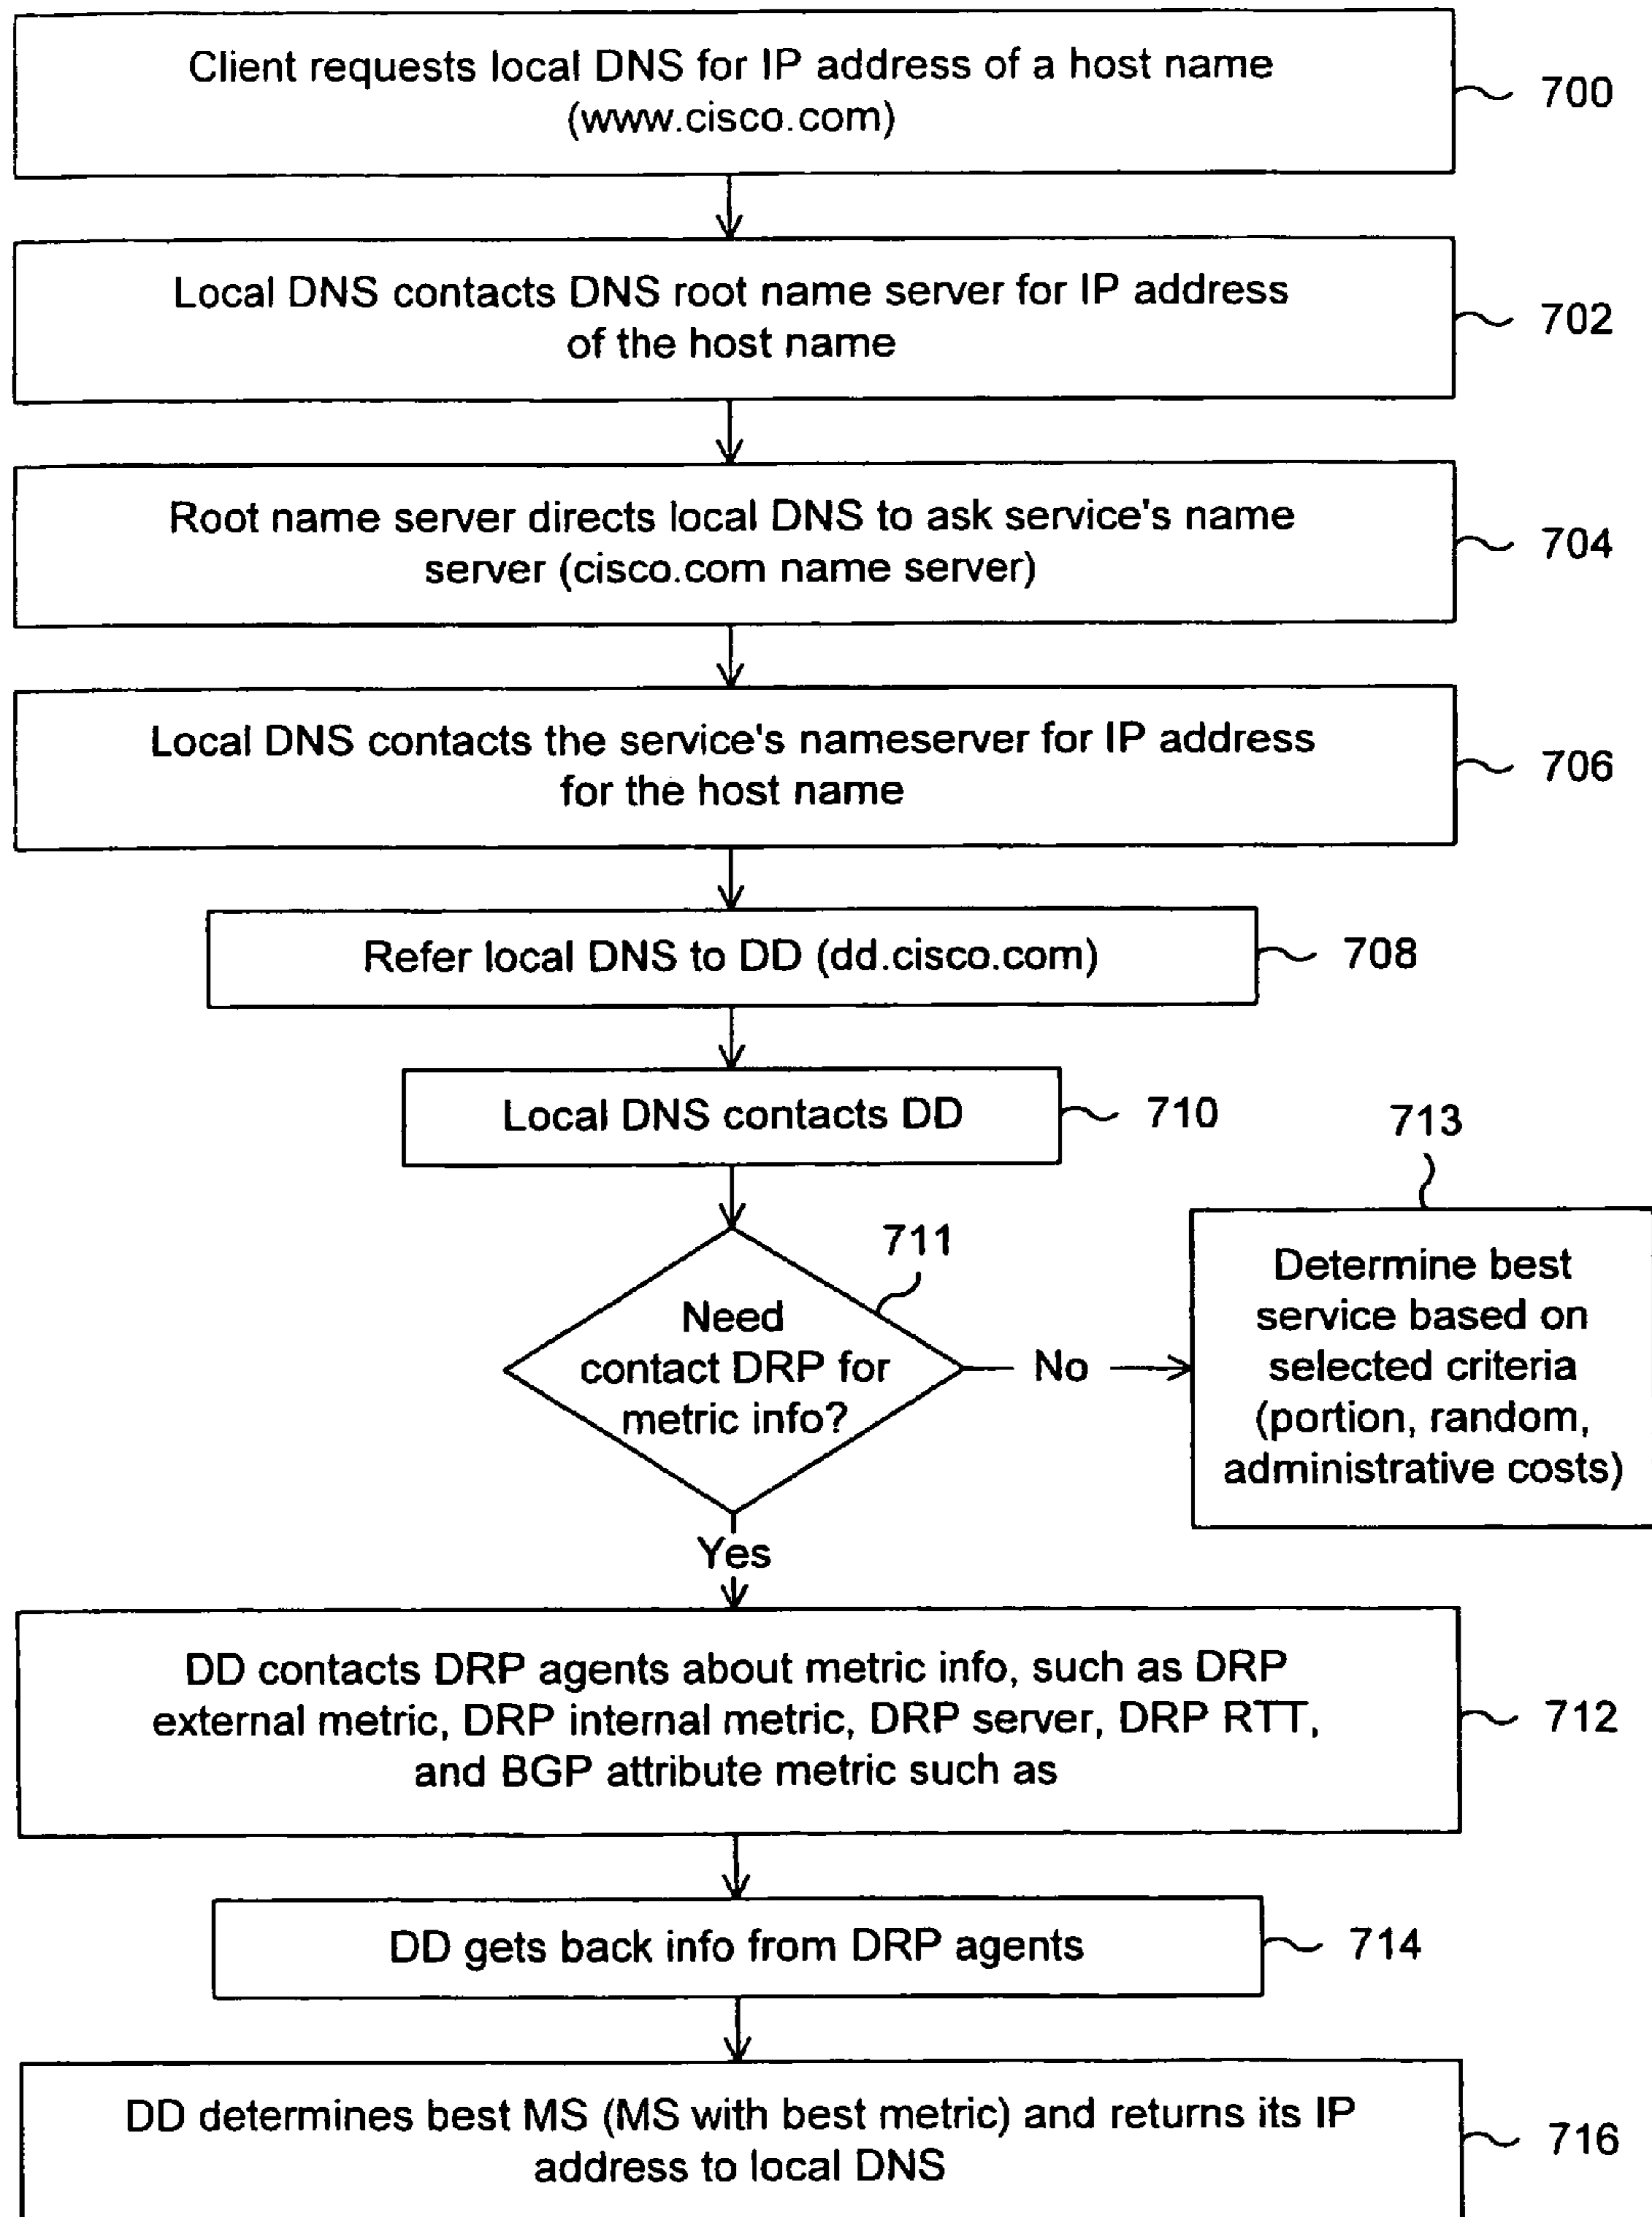 Client requests local DNS for IP address of a host name
(www.cisco.com)
700
Local DNS contacts DNS root name server for IP address
of the host name
702
Root name server directs local DNS to ask service's name
server (cisco.com name server)
704
Local DNS contacts the service's nameserver for IP address
for the host name
706
Refer local DNS to DD (dd.cisco.com)
708
Local DNS contacts DD
710
711
Need
contact DRP for
metric info?
No
713
Determine best
service based on
selected criteria
(portion, random,
administrative costs)
Yes
DD contacts DRP agents about metric info, such as DRP
external metric, DRP internal metric, DRP server, DRP RTT,
and BGP attribute metric such as
712
DD gets back info from DRP agents
714
DD determines best MS (MS with best metric) and returns its IP
address to local DNS
716